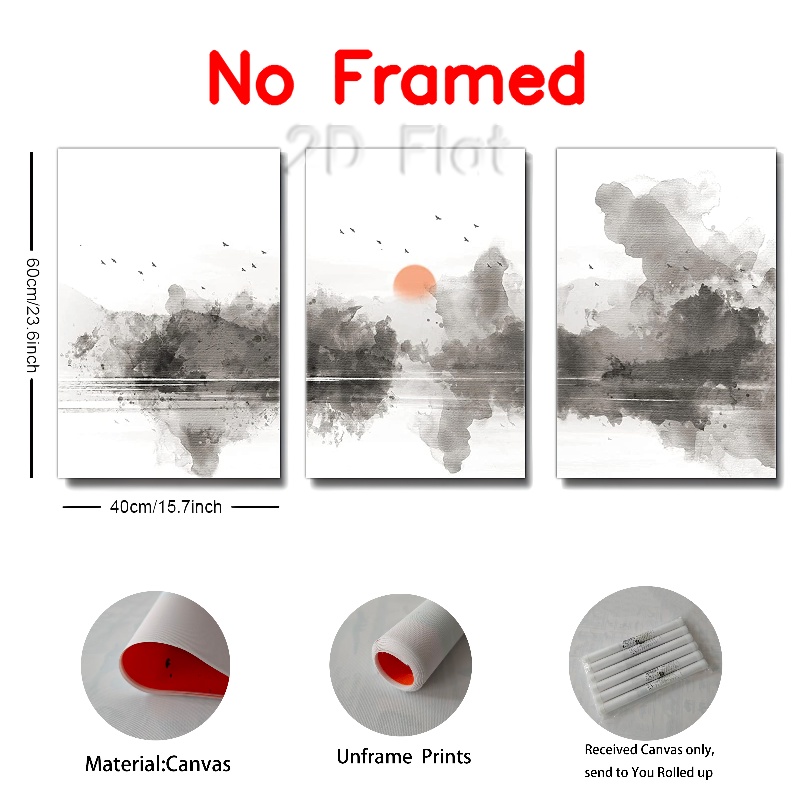 No Framed
2D Flat
60cm/23.6inch
40cm/15.7inch
Material:Canvas
Unframe Prints
Received Canvas only,
send to You Rolled up